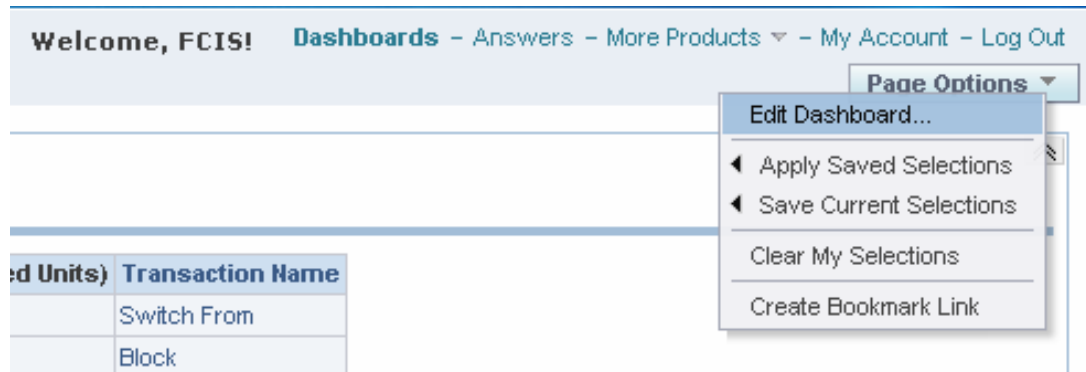 Welcome, FCIS! Dashboards - Answers - More Products - My Account - Log Out
Page Options
Edit Dashboard...
Apply Saved Selections
Save Current Selections
Clear My Selections
Create Bookmark Link
ed Units) Transaction Name
Switch From
Block